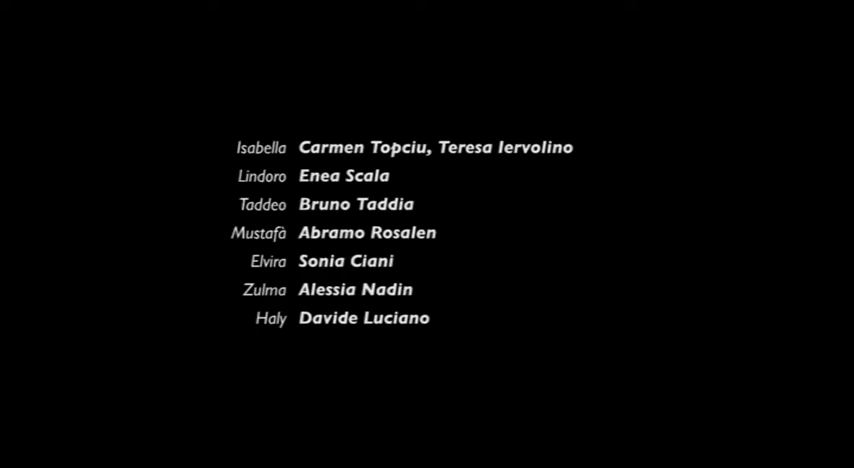 Isabella Carmen Topciu, Teresa Iervolino
Lindoro Enea Scala
Taddeo Bruno Taddia
Mustafà Abramo Rosalen
Elvira Sonia Ciani
Zulma Alessia Nadin
Haly Davide Luciano